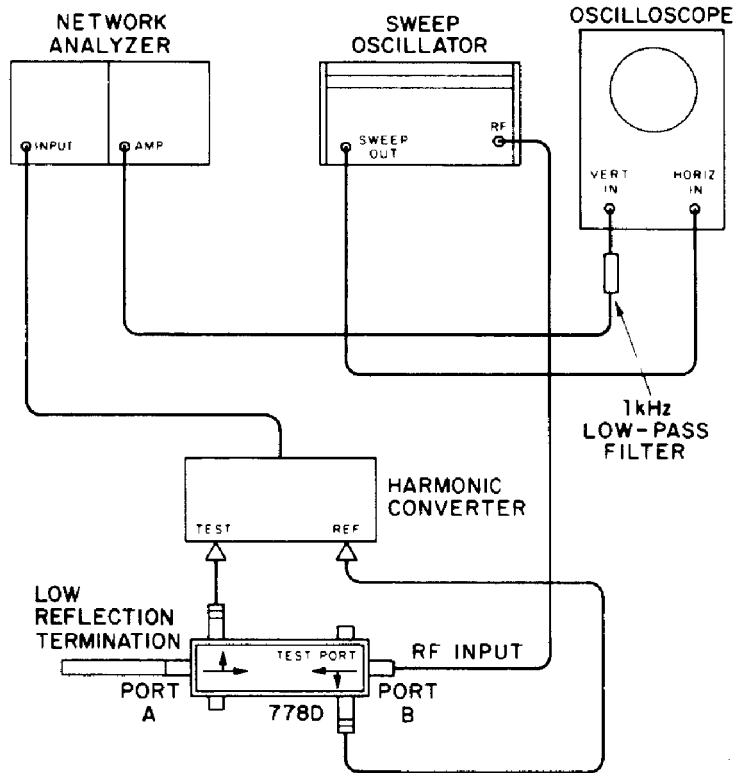 NETWORK
ANALYZER
SWEEP
OSCILLATOR
OSCILLOSCOPE
INPUT
AMP
SWEEP
OUT
RF
VERT
IN
HORIZ
IN
1kHz
LOW-PASS
FILTER
HARMONIC
CONVERTER
TEST
REF
LOW
REFLECTION
TERMINATION
TEST PORT
RF INPUT
PORT
A
778D
PORT
B